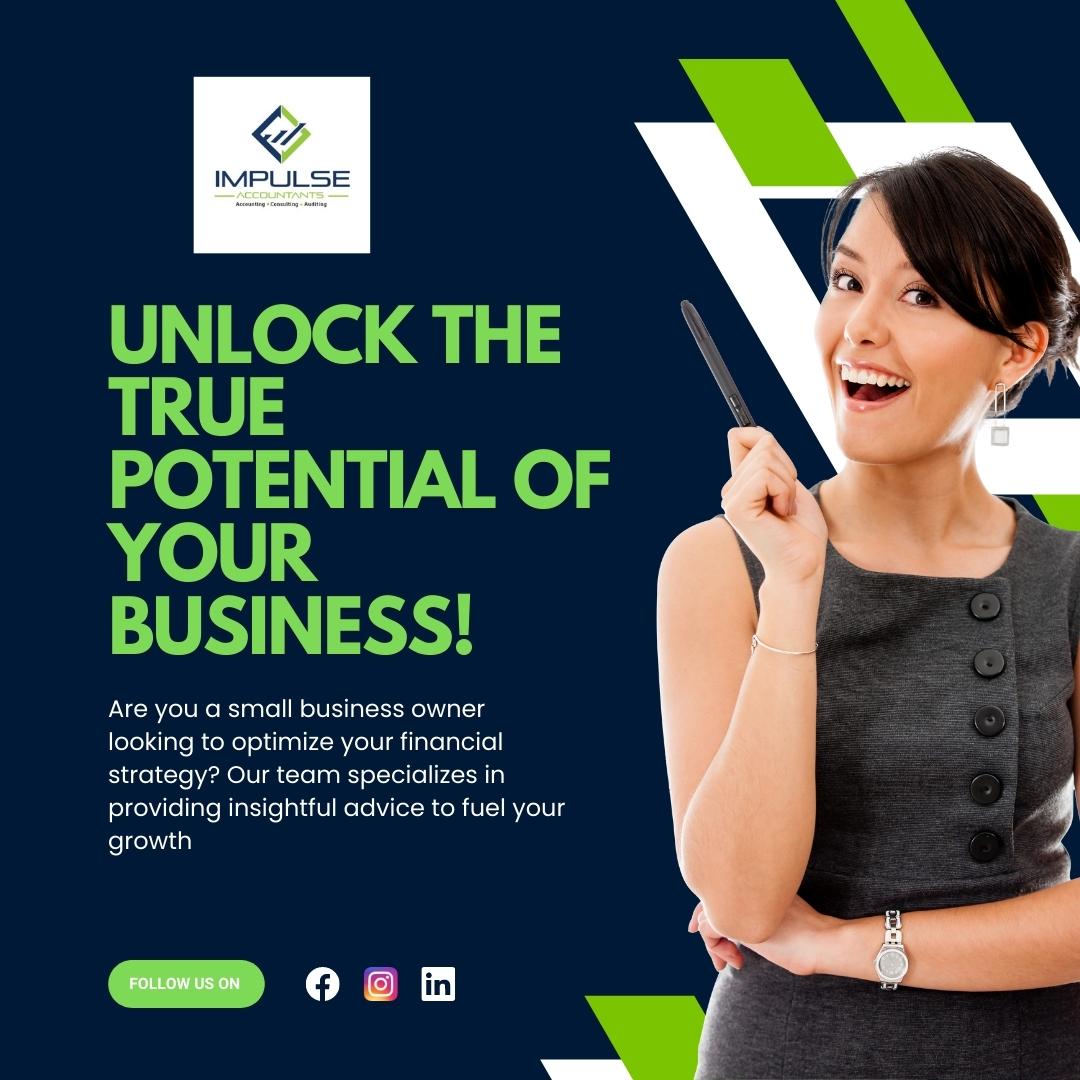 IMPULSE
ACCOUNTANTS
Accounting • Consulting • Auditing
UNLOCK THE
TRUE
POTENTIAL OF
YOUR
BUSINESS!
Are you a small business owner
looking to optimize your financial
strategy? Our team specializes in
providing insightful advice to fuel your
growth
FOLLOW US ON